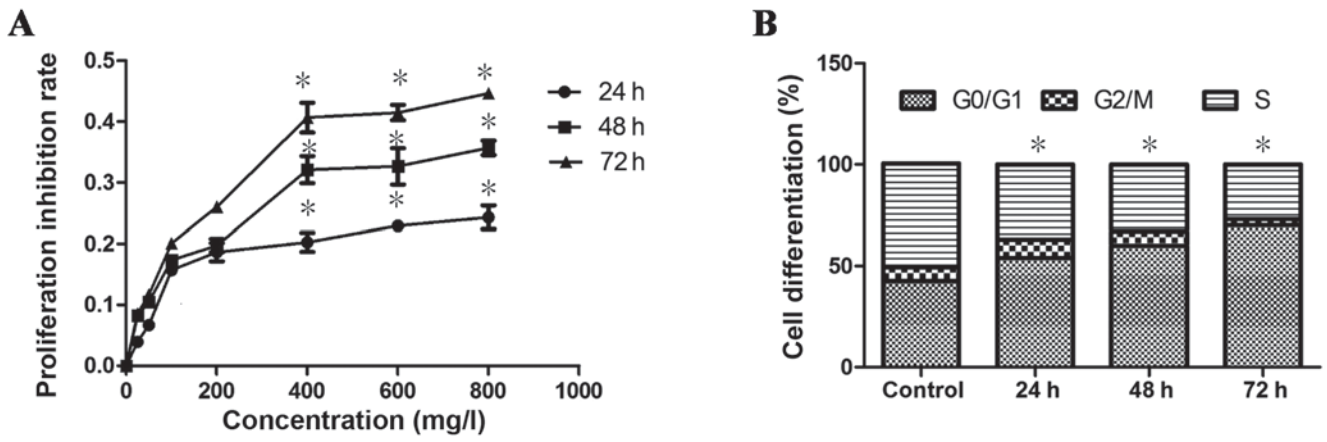 A
Proliferation inhibition rate
0.5
0.4
0.3
0.2
0.1
0.0
0
200
400
600
800
1000
Concentration (mg/l)
24 h
48 h
72 h
*
*
*
*
*
*
*
*
*
B
Cell differentiation (%)
150
100
50
0
G0/G1
G2/M
S
*
*
*
Control
24 h
48 h
72 h